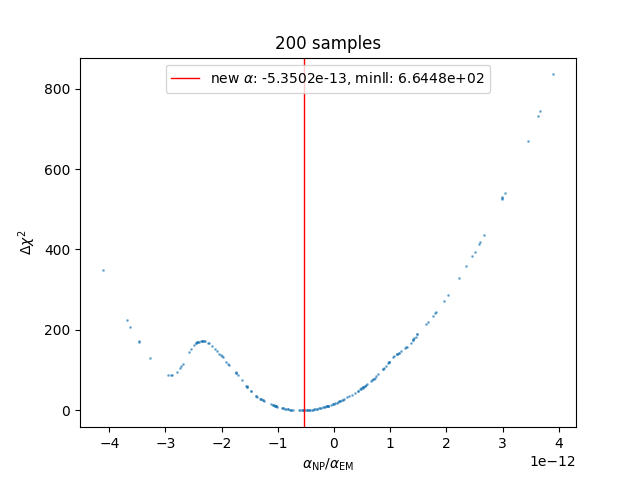 200 samples
new α: -5.3502e-13, minll: 6.6448e+02
800
600
400
200
0
Δχ²
−4 −3 −2 −1 0 1 2 3 4
1e−12
α_NP/α_EM